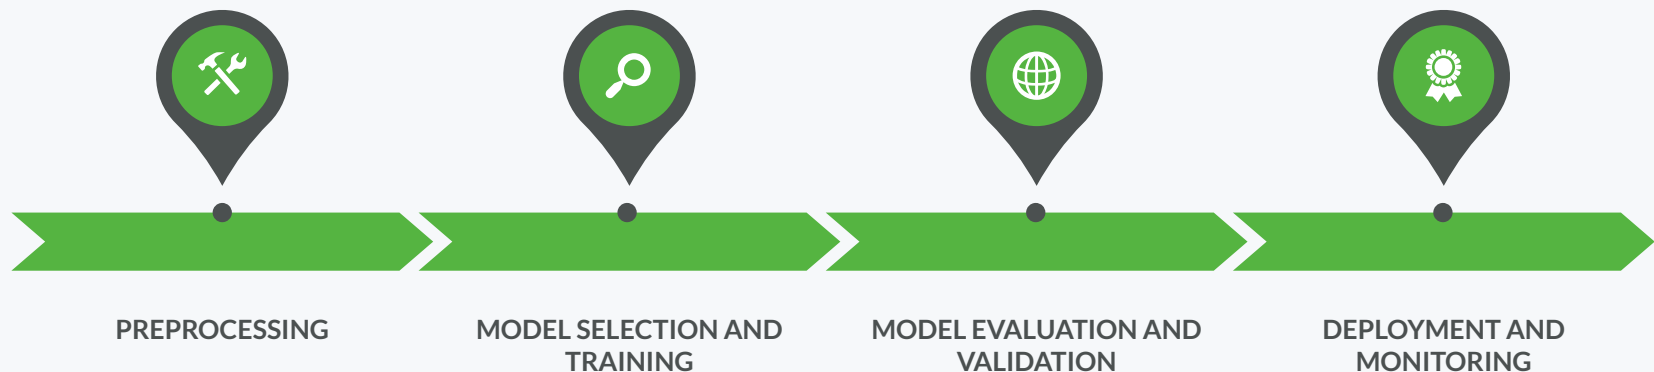 PREPROCESSING
MODEL SELECTION AND
TRAINING
MODEL EVALUATION AND
VALIDATION
DEPLOYMENT AND
MONITORING